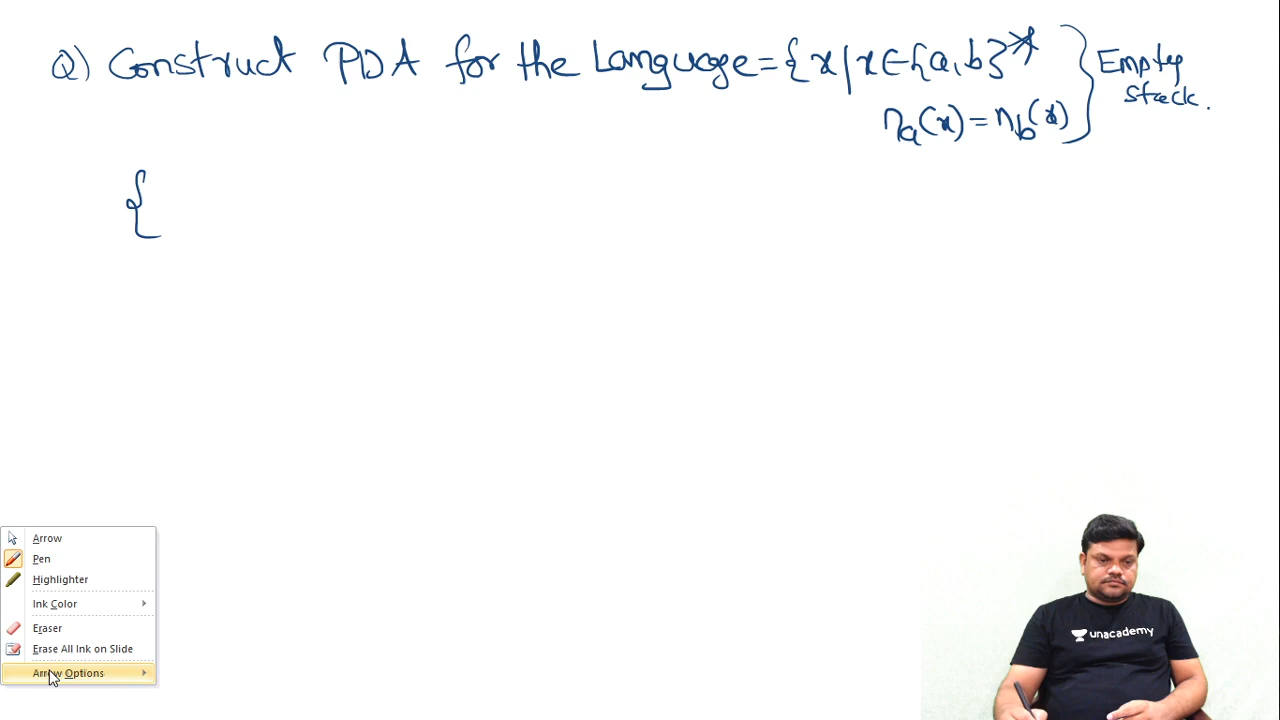 Q) Construct PDA for the Language = { x / x ∈ {a, b}* } Empty
stack.
na(x) = nb(x)
{
Arrow
Pen
Highlighter
Ink Color
Eraser
Erase All Ink on Slide
Arrow Options
unacademy